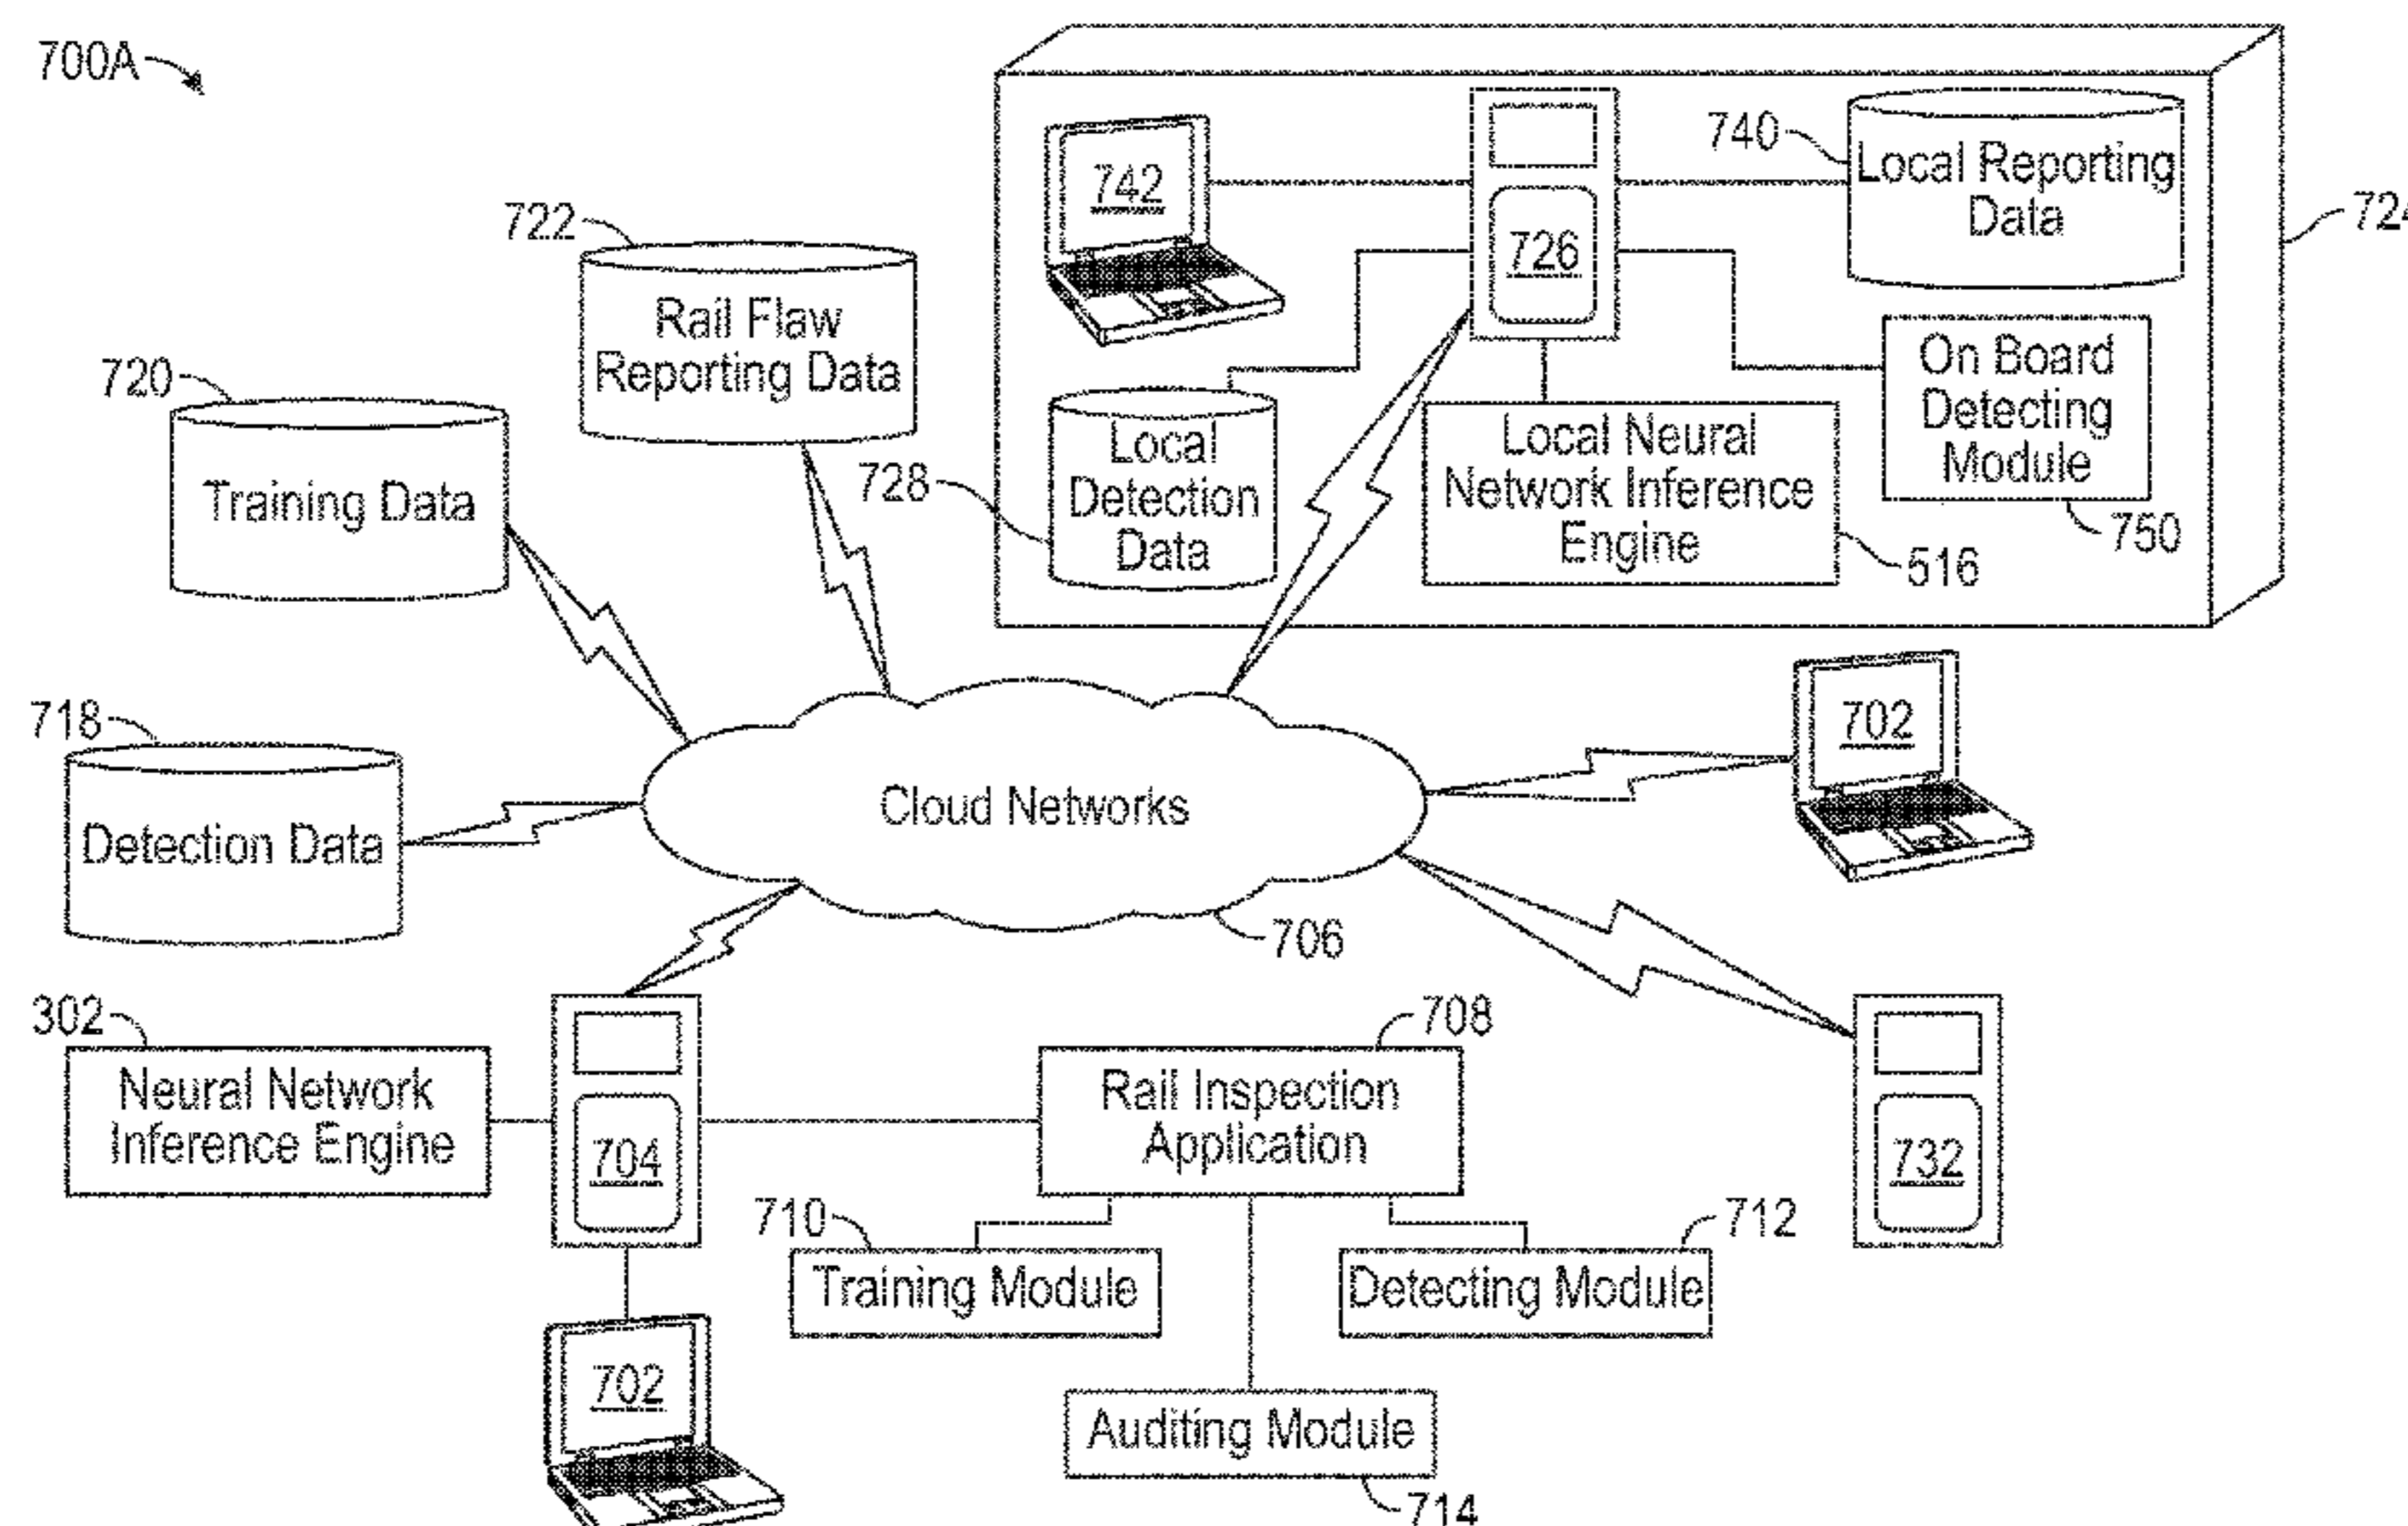 700A
742
726
740
Local Reporting
Data
724
722
Rail Flaw
Reporting Data
720
Training Data
728
Local
Detection
Data
Local Neural
Network Inference
Engine
516
On Board
Detecting
Module
750
718
Detection Data
Cloud Networks
706
702
302
Neural Network
Inference Engine
704
708
Rail Inspection
Application
732
710
Training Module
712
Detecting Module
702
Auditing Module
714